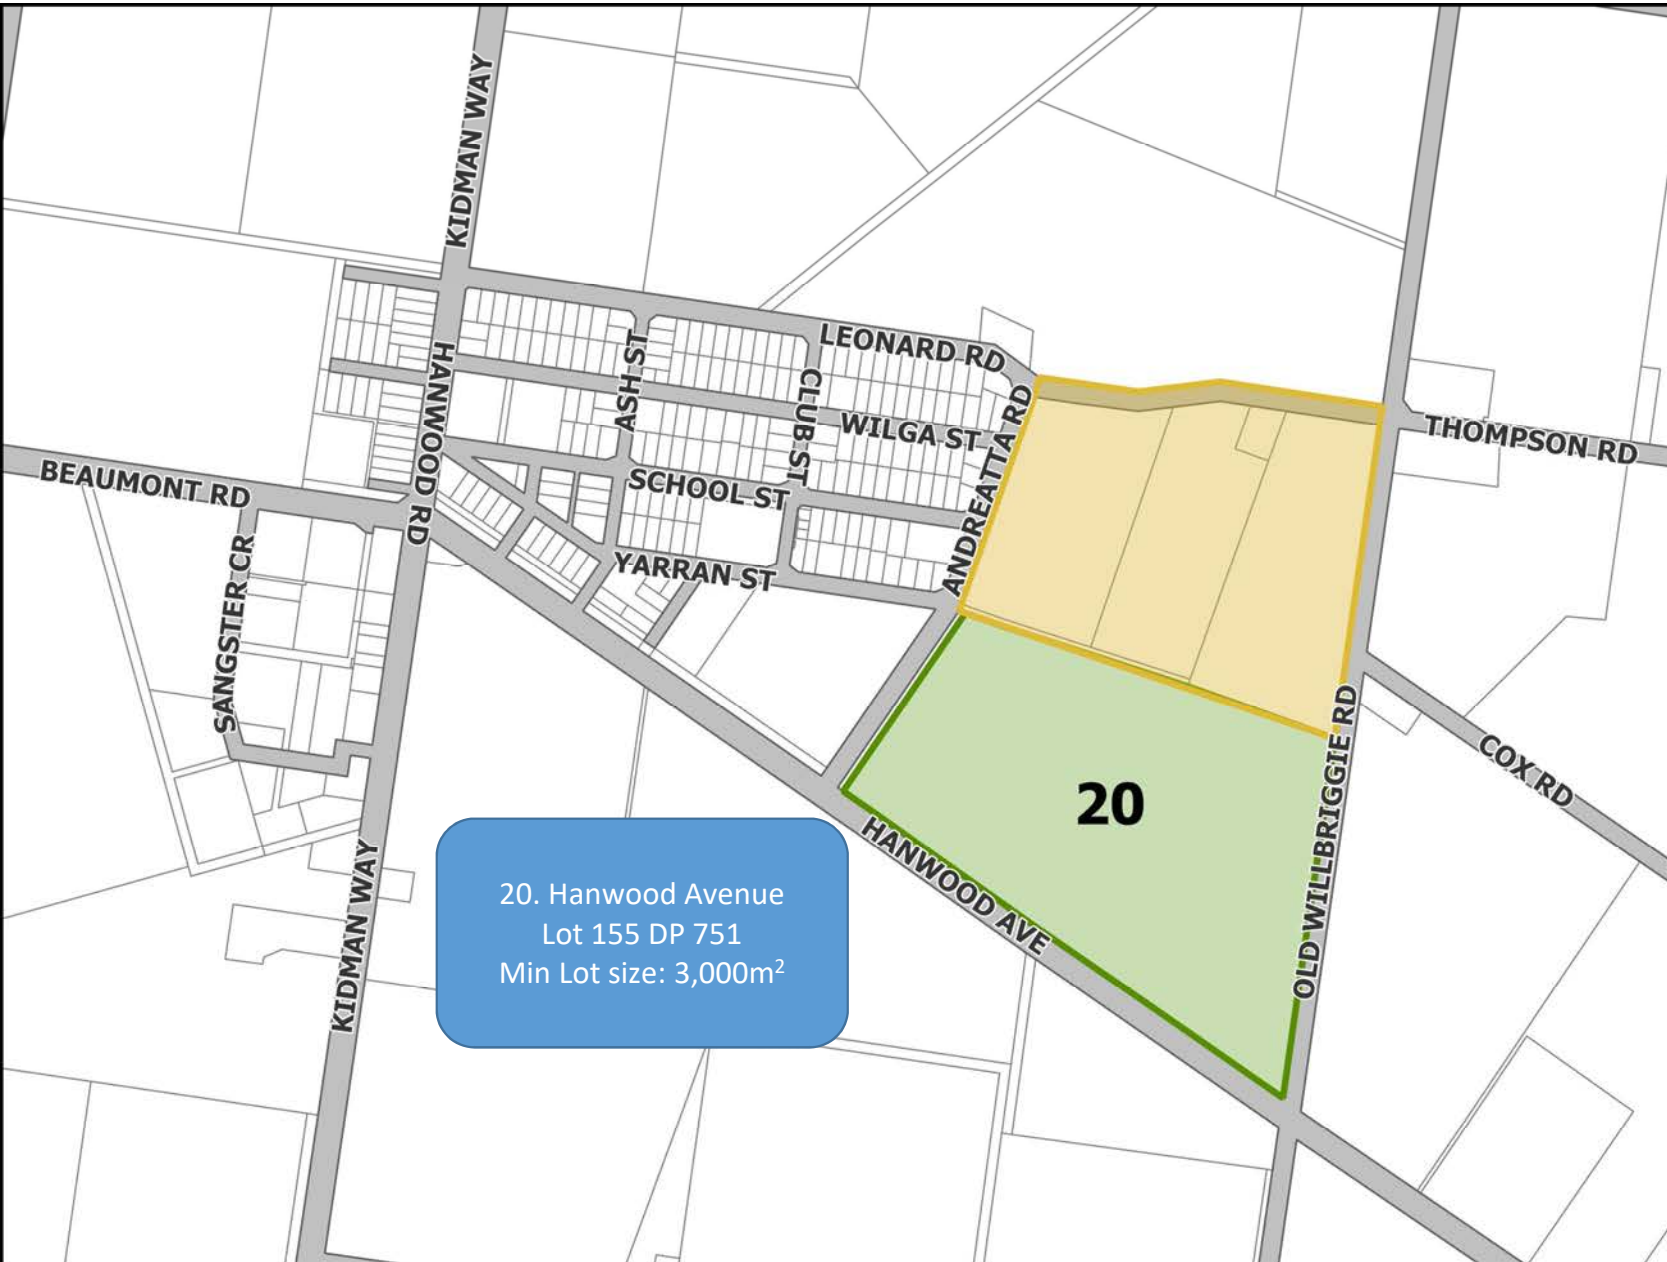 KIDMAN WAY
LEONARD RD
ASH ST
HANWOOD RD
CLUB ST
WILGA ST
ANDREATTA RD
THOMPSON RD
BEAUMONT RD
SCHOOL ST
YARRAN ST
SANGSTER CR
OLD WILLBRIGGIE RD
COX RD
20
HANWOOD AVE
KIDMAN WAY
20. Hanwood Avenue
Lot 155 DP 751
Min Lot size: 3,000m²